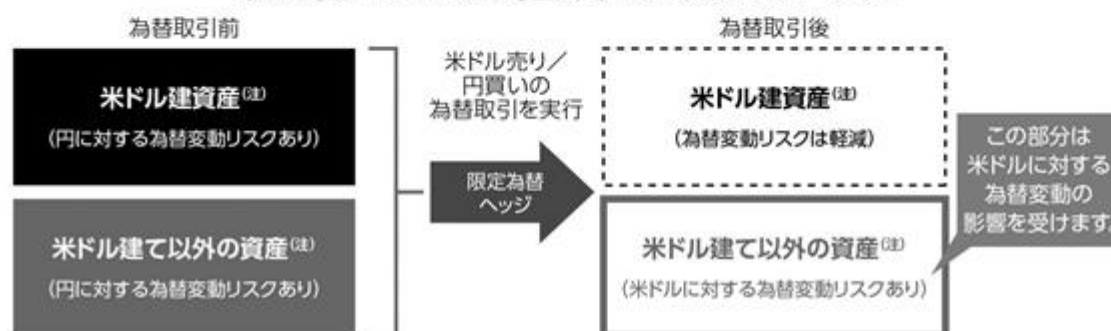 為替取引前
米ドル建資産(注)
(円に対する為替変動リスクあり)
米ドル建て以外の資産(注)
(円に対する為替変動リスクあり)
米ドル売り/
円買いの
為替取引を実行
限定為替
ヘッジ
為替取引後
米ドル建資産(注)
(為替変動リスクは軽減)
米ドル建て以外の資産(注)
(米ドルに対する為替変動リスクあり)
この部分は
米ドルに対する
為替変動の
影響を受けます。